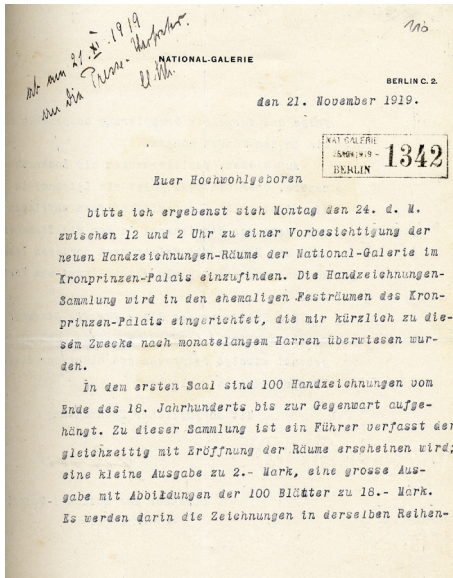 110
ab am 21. XI. 1919
an die Presse
NATIONAL-GALERIE
BERLIN C. 2.
den 21. November 1919.
NAT. GALERIE
1919
BERLIN
1342
Euer Hochwohlgeboren
bitte ich ergebenst sich Montag den 24. d. M.
zwischen 12 und 2 Uhr zu einer Vorbesichtigung der
neuen Handzeichnungen-Räume der National-Galerie im
Kronprinzen-Palais einzufinden. Die Handzeichnungen-
Sammlung wird in den ehemaligen Festräumen des Kron-
prinzen-Palais eingerichtet, die mir kürzlich zu die-
sem Zwecke nach monatelangem Harren überwiesen wur-
den.
In dem ersten Saal sind 100 Handzeichnungen vom
Ende des 18. Jahrhunderts bis zur Gegenwart aufge-
hängt. Zu dieser Sammlung ist ein Führer verfasst der
gleichzeitig mit Eröffnung der Räume erscheinen wird;
eine kleine Ausgabe zu 2.- Mark, eine grosse Aus-
gabe mit Abbildungen der 100 Blätter zu 18.- Mark.
Es werden darin die Zeichnungen in derselben Reihen-